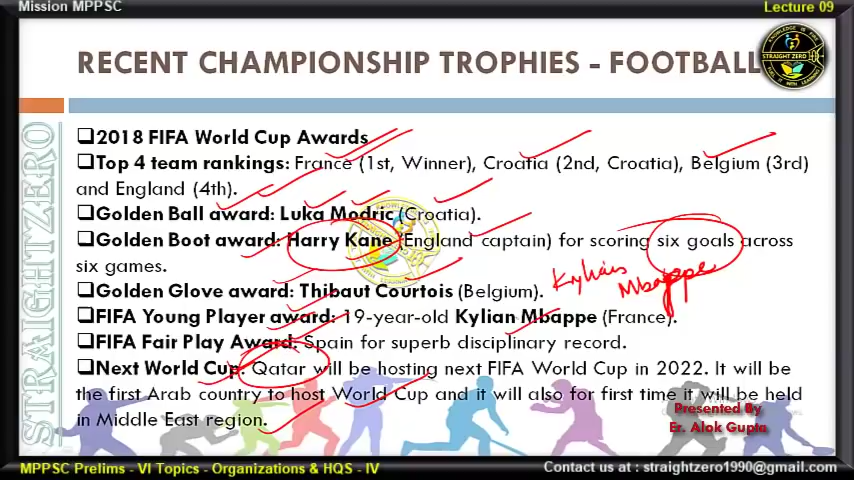 Mission MPPSC
Lecture 09
RECENT CHAMPIONSHIP TROPHIES - FOOTBALL
STRAIGHT ZERO
STRAIGHTZERO
❑2018 FIFA World Cup Awards
❑Top 4 team rankings: France (1st, Winner), Croatia (2nd, Croatia), Belgium (3rd)
and England (4th).
❑Golden Ball award: Luka Modric (Croatia).
❑Golden Boot award: Harry Kane (England captain) for scoring six goals across
six games.
Kylian
Mbappe
❑Golden Glove award: Thibaut Courtois (Belgium).
❑FIFA Young Player award: 19-year-old Kylian Mbappe (France).
❑FIFA Fair Play Award: Spain for superb disciplinary record.
❑Next World Cup: Qatar will be hosting next FIFA World Cup in 2022. It will be
the first Arab country to host World Cup and it will also for first time it will be held
in Middle East region.
Presented By
Er. Alok Gupta
MPPSC Prelims - VI Topics - Organizations & HQS - IV
Contact us at : straightzero1990@gmail.com